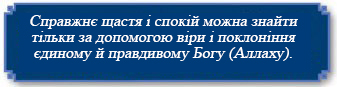 Справжнє щастя і спокій можна знайти
тільки за допомогою віри і поклоніння
єдиному й правдивому Богу (Аллаху).